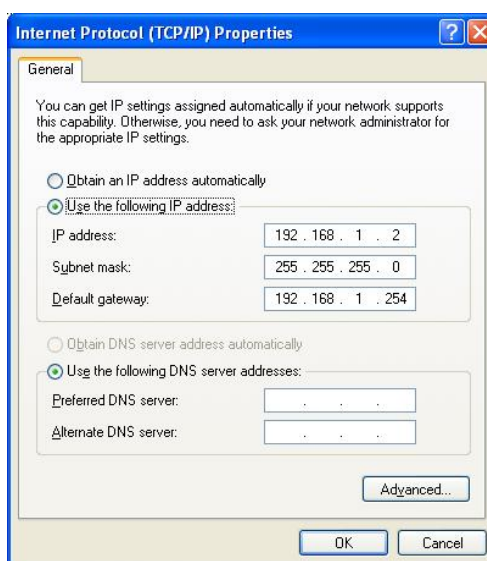 Internet Protocol (TCP/IP) Properties
General
You can get IP settings assigned automatically if your network supports
this capability. Otherwise, you need to ask your network administrator for
the appropriate IP settings.
Obtain an IP address automatically
Use the following IP address:
IP address: 192 . 168 . 1 . 2
Subnet mask: 255 . 255 . 255 . 0
Default gateway: 192 . 168 . 1 . 254
Obtain DNS server address automatically
Use the following DNS server addresses:
Preferred DNS server: . . .
Alternate DNS server: . . .
Advanced...
OK Cancel